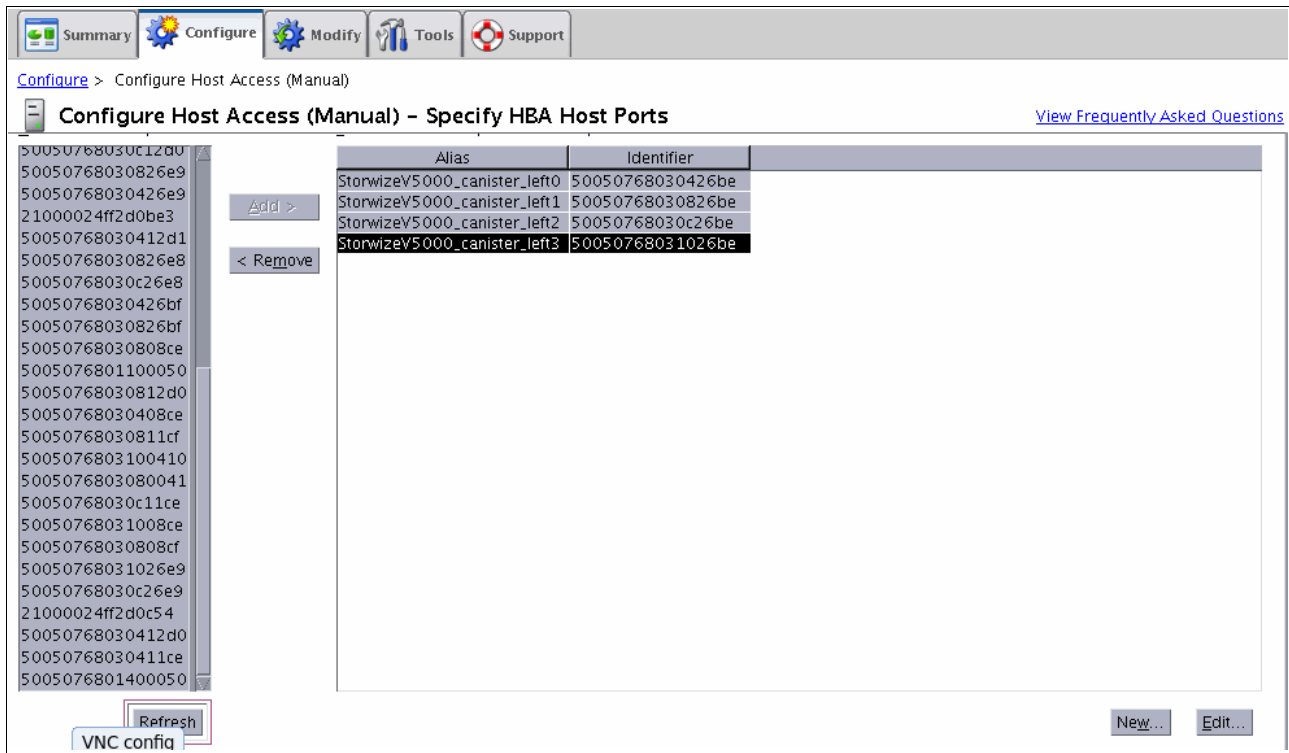 Summary Configure Modify Tools Support
Configure > Configure Host Access (Manual)
Configure Host Access (Manual) – Specify HBA Host Ports
View Frequently Asked Questions
50050768030c12d0
50050768030826e9
50050768030426e9
21000024ff2d0be3
50050768030412d1
50050768030826e8
50050768030c26e8
50050768030426bf
50050768030826bf
50050768030808ce
5005076801100050
50050768030812d0
50050768030408ce
50050768030811cf
5005076803100410
5005076803080041
50050768030c11ce
50050768031008ce
50050768030808cf
50050768031026e9
50050768030c26e9
21000024ff2d0c54
50050768030412d0
50050768030411ce
5005076801400050
Add >
< Remove
Alias Identifier
StorwizeV5000_canister_left0 50050768030426be
StorwizeV5000_canister_left1 50050768030826be
StorwizeV5000_canister_left2 50050768030c26be
StorwizeV5000_canister_left3 50050768031026be
Refresh
VNC config
New...
Edit...